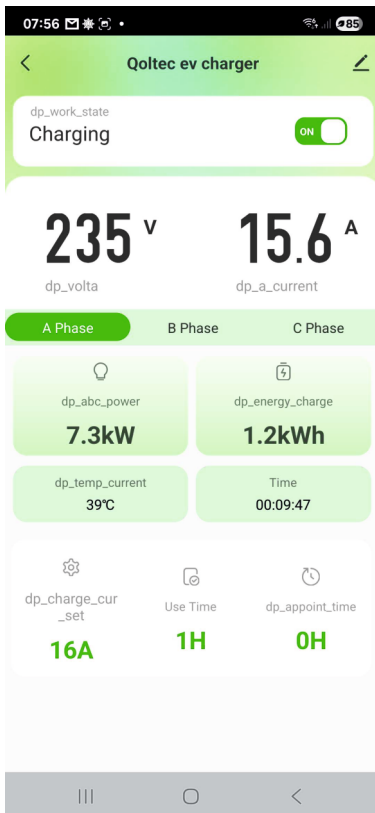 07:56
85
Qoltec ev charger
dp_work_state
Charging
ON
235 V
15.6 A
dp_volta
dp_a_current
A Phase
B Phase
C Phase
dp_abc_power
dp_energy_charge
7.3kW
1.2kWh
dp_temp_current
Time
39℃
00:09:47
dp_charge_cur
_set
Use Time
dp_appoint_time
16A
1H
0H